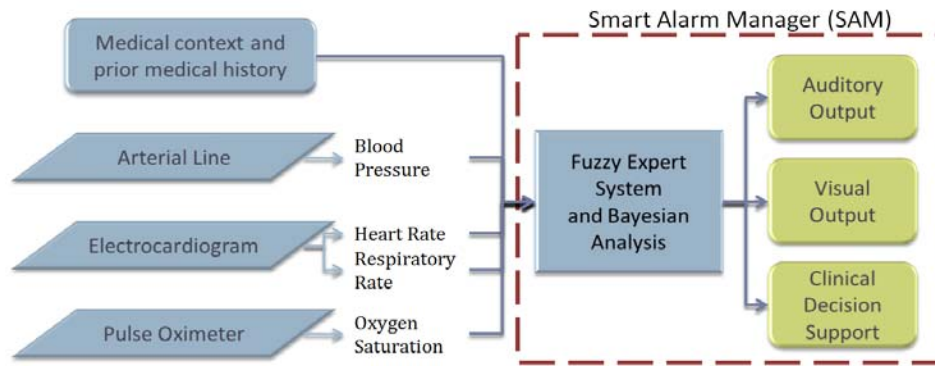 Smart Alarm Manager (SAM)
Medical context and
prior medical history
Arterial Line
Blood
Pressure
Electrocardiogram
Heart Rate
Respiratory
Rate
Pulse Oximeter
Oxygen
Saturation
Fuzzy Expert
System
and Bayesian
Analysis
Auditory
Output
Visual
Output
Clinical
Decision
Support